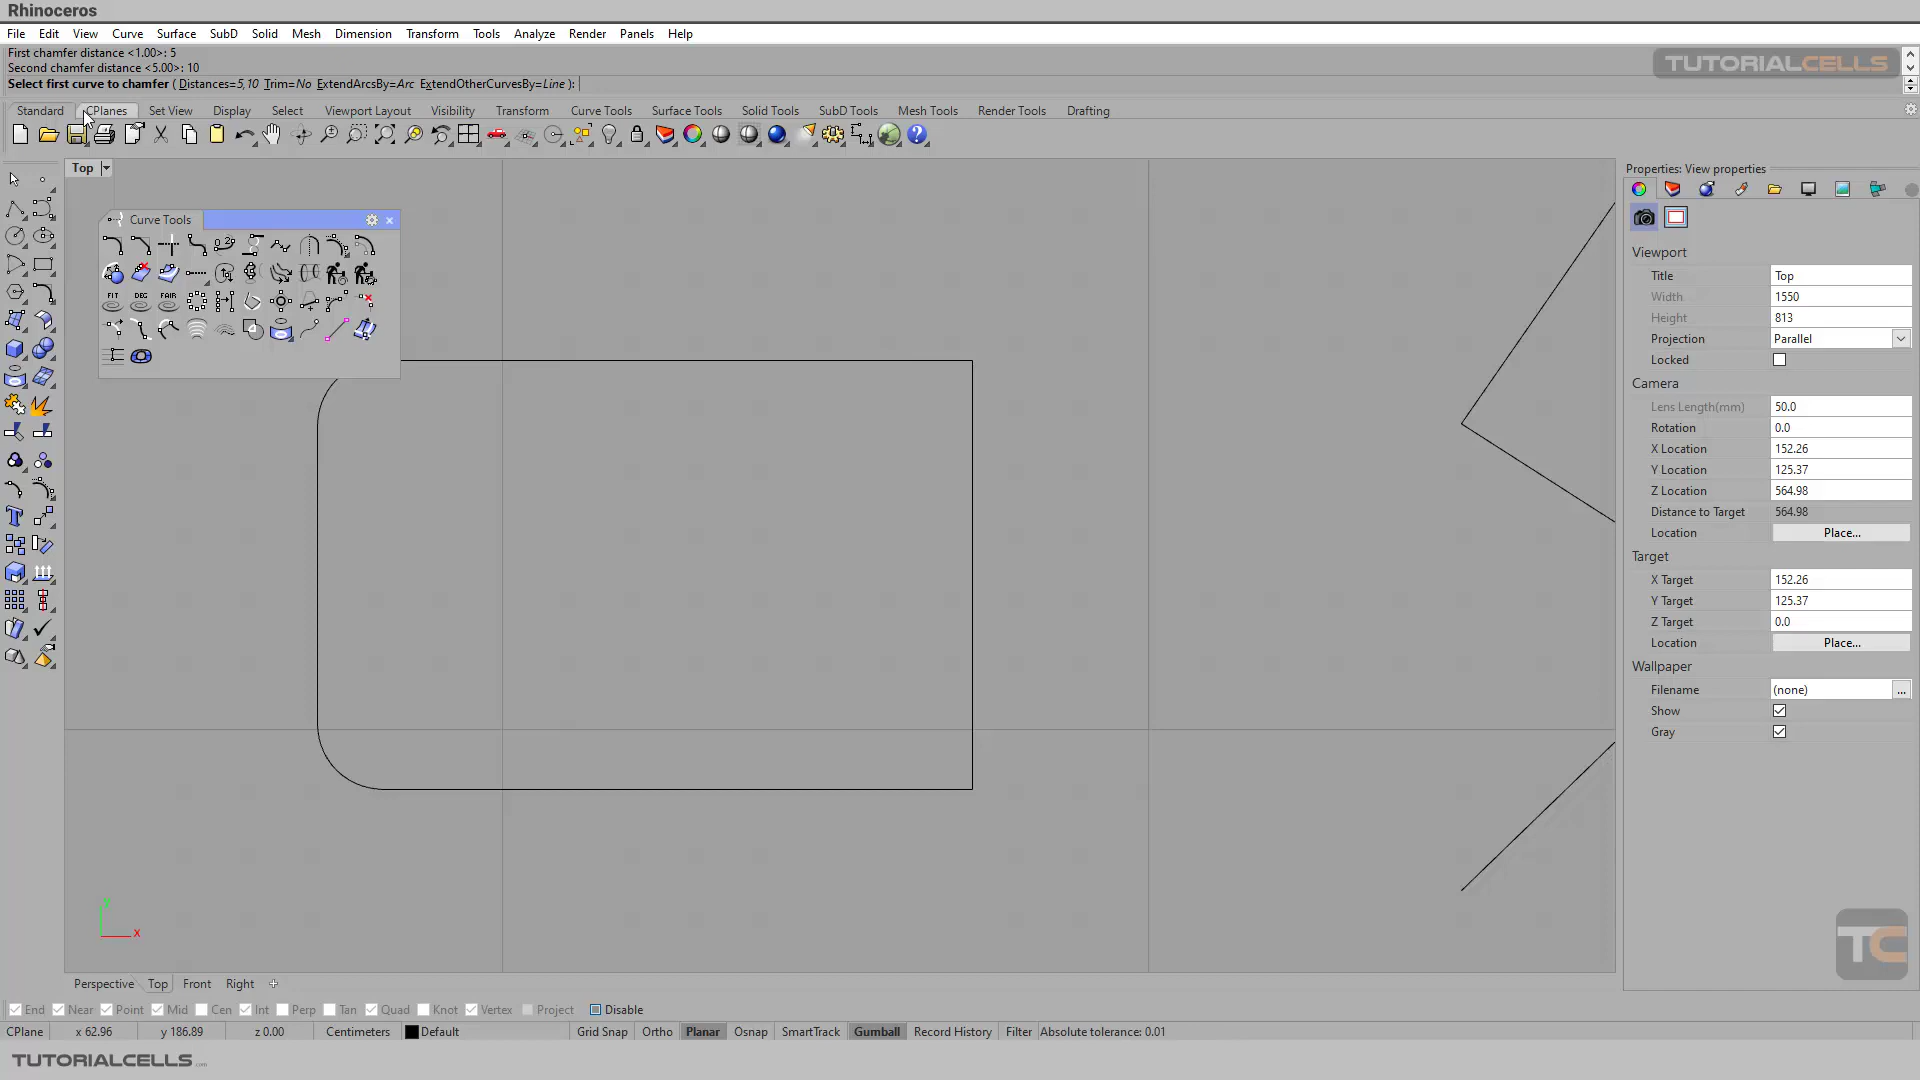 Rhinoceros
File Edit View Curve Surface SubD Solid Mesh Dimension Transform Tools Analyze Render Panels Help
First chamfer distance <1.00>: 5
Second chamfer distance <5.00>: 10
Select first curve to chamfer ( Distances=5,10 Trim=No ExtendArcsBy=Arc ExtendOtherCurvesBy=Line ):
TUTORIALCELLS
Standard CPlanes Set View Display Select Viewport Layout Visibility Transform Curve Tools Surface Tools Solid Tools SubD Tools Mesh Tools Render Tools Drafting
Top
Curve Tools
FIT DEG FAIR
y
x
Properties: View properties
Viewport
Title Top
Width 1550
Height 813
Projection Parallel
Locked
Camera
Lens Length(mm) 50.0
Rotation 0.0
X Location 152.26
Y Location 125.37
Z Location 564.98
Distance to Target 564.98
Location Place...
Target
X Target 152.26
Y Target 125.37
Z Target 0.0
Location Place...
Wallpaper
Filename (none) ...
Show
Gray
TC
Perspective Top Front Right
End Near Point Mid Cen Int Perp Tan Quad Knot Vertex Project Disable
CPlane x 62.96 y 186.89 z 0.00 Centimeters Default Grid Snap Ortho Planar Osnap SmartTrack Gumball Record History Filter Absolute tolerance: 0.01
TUTORIALCELLS